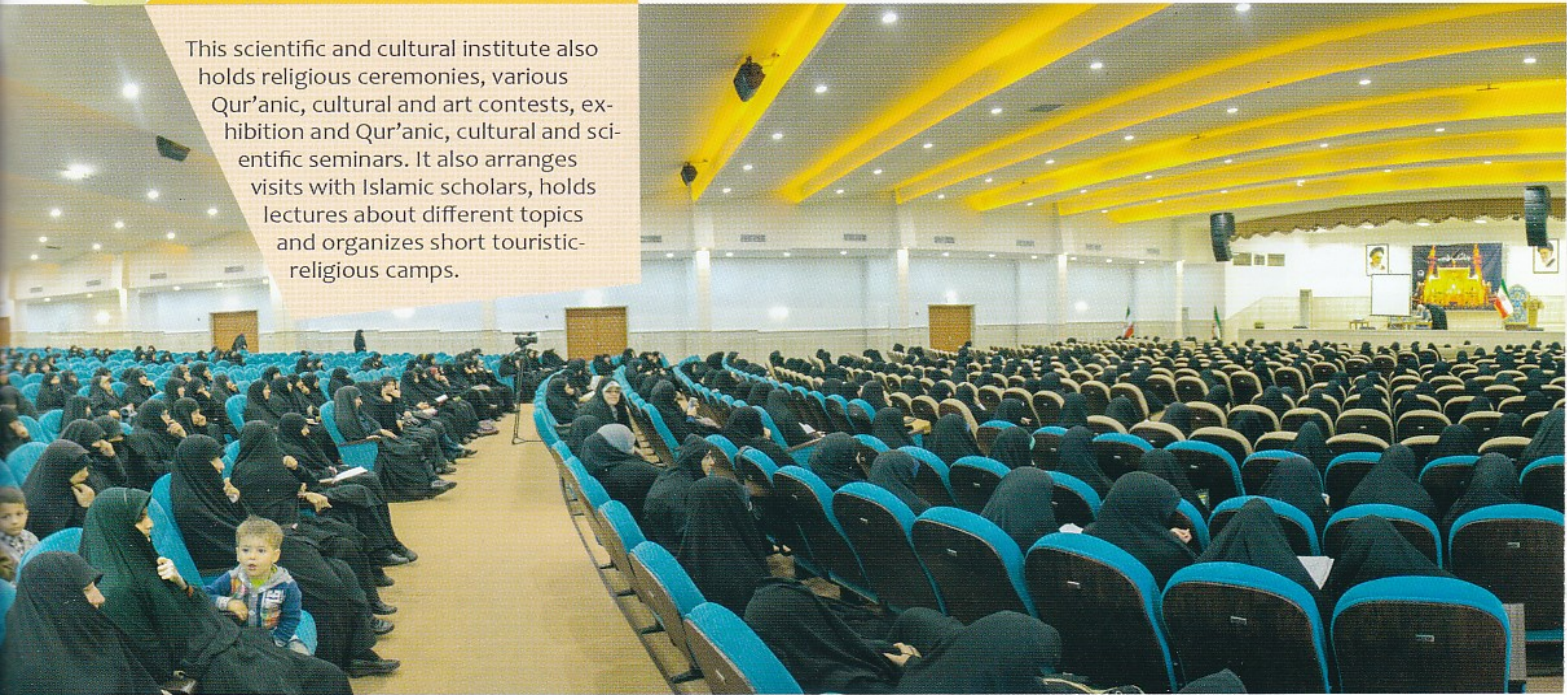 This scientific and cultural institute also
holds religious ceremonies, various
Qur’anic, cultural and art contests, ex-
hibition and Qur’anic, cultural and sci-
entific seminars. It also arranges
visits with Islamic scholars, holds
lectures about different topics
and organizes short touristic-
religious camps.